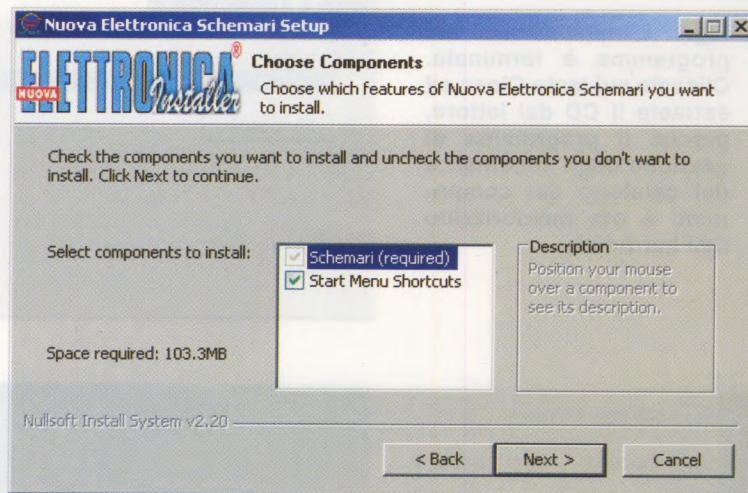 Nuova Elettronica Schemari Setup
NUOVA
ELETTRONICA®
Installer
Choose Components
Choose which features of Nuova Elettronica Schemari you want
to install.
Check the components you want to install and uncheck the components you don't want to
install. Click Next to continue.
Select components to install:
Schemari (required)
Start Menu Shortcuts
Description
Position your mouse
over a component to
see its description.
Space required: 103.3MB
Nullsoft Install System v2.20
< Back
Next >
Cancel